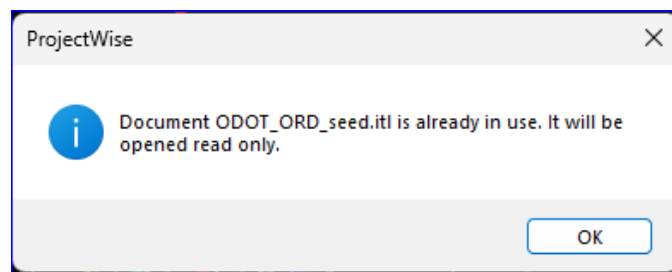 ProjectWise
Document ODOT_ORD_seed.itl is already in use. It will be
opened read only.
OK